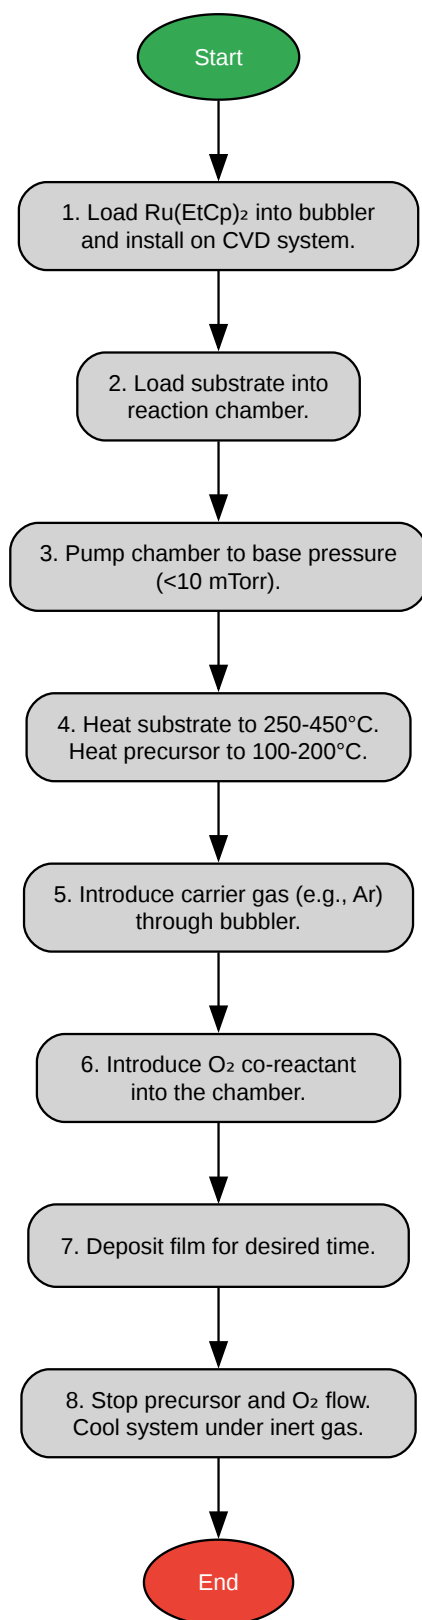 Start
1. Load Ru(EtCp)₂ into bubbler
and install on CVD system.
2. Load substrate into
reaction chamber.
3. Pump chamber to base pressure
(<10 mTorr).
4. Heat substrate to 250-450°C.
Heat precursor to 100-200°C.
5. Introduce carrier gas (e.g., Ar)
through bubbler.
6. Introduce O₂ co-reactant
into the chamber.
7. Deposit film for desired time.
8. Stop precursor and O₂ flow.
Cool system under inert gas.
End